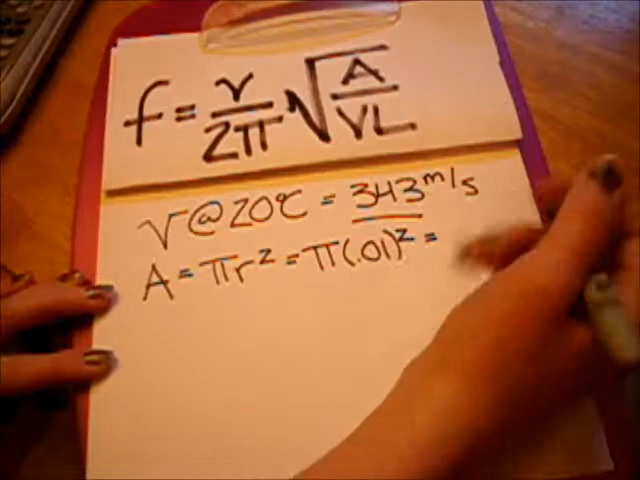 f = v/2π √A/VL
v @ 20°C = 343 m/s
A = πr² = π(.01)² =